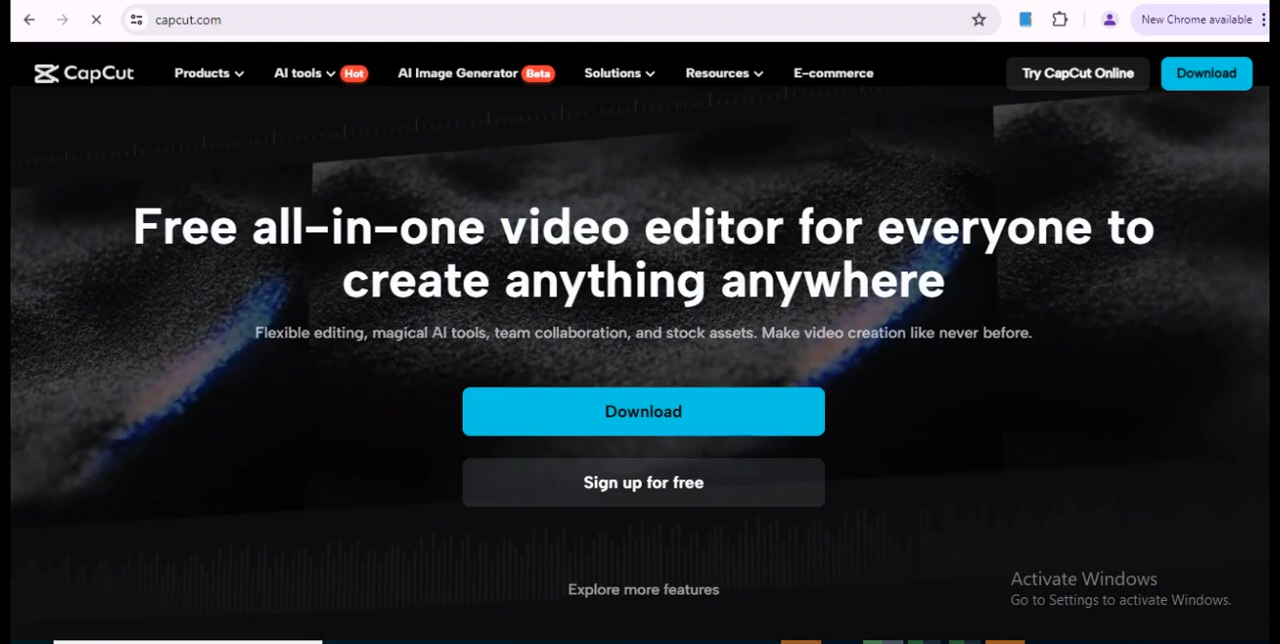 capcut.com
New Chrome available
CapCut Products AI tools Hot AI Image Generator Beta Solutions Resources E-commerce Try CapCut Online Download
Free all-in-one video editor for everyone to
create anything anywhere
Flexible editing, magical AI tools, team collaboration, and stock assets. Make video creation like never before.
Download
Sign up for free
Explore more features
Activate Windows
Go to Settings to activate Windows.